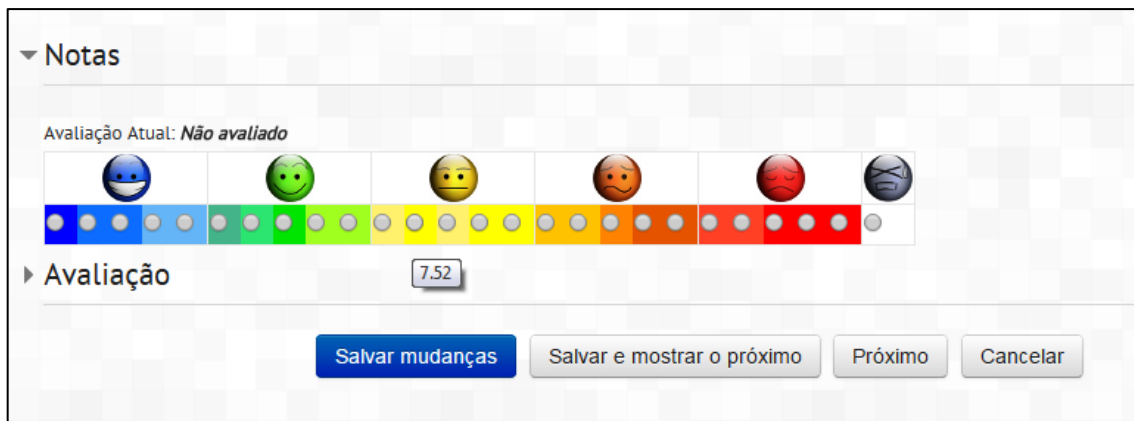 Notas
Avaliação Atual: Não avaliado
Avaliação
7.52
Salvar mudanças
Salvar e mostrar o próximo
Próximo
Cancelar